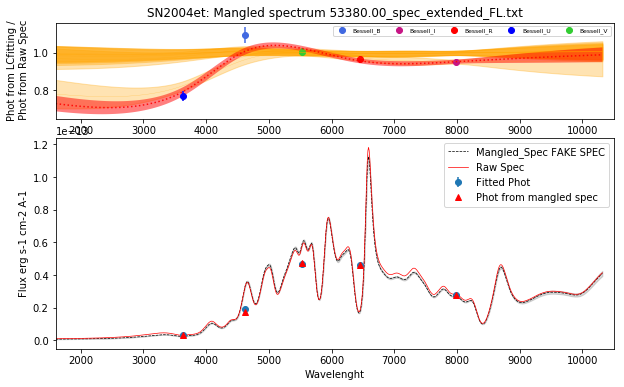 SN2004et: Mangled spectrum 53380.00_spec_extended_FL.txt
Phot from LCfitting /
Phot from Raw Spec
1.0
0.8
Bessell_B
Bessell_I
Bessell_R
Bessell_U
Bessell_V
2000 3000 4000 5000 6000 7000 8000 9000 10000
Flux erg s-1 cm-2 A-1
1.2
1.0
0.8
0.6
0.4
0.2
0.0
Mangled_Spec FAKE SPEC
Raw Spec
Fitted Phot
Phot from mangled spec
2000 3000 4000 5000 6000 7000 8000 9000 10000
Wavelenght